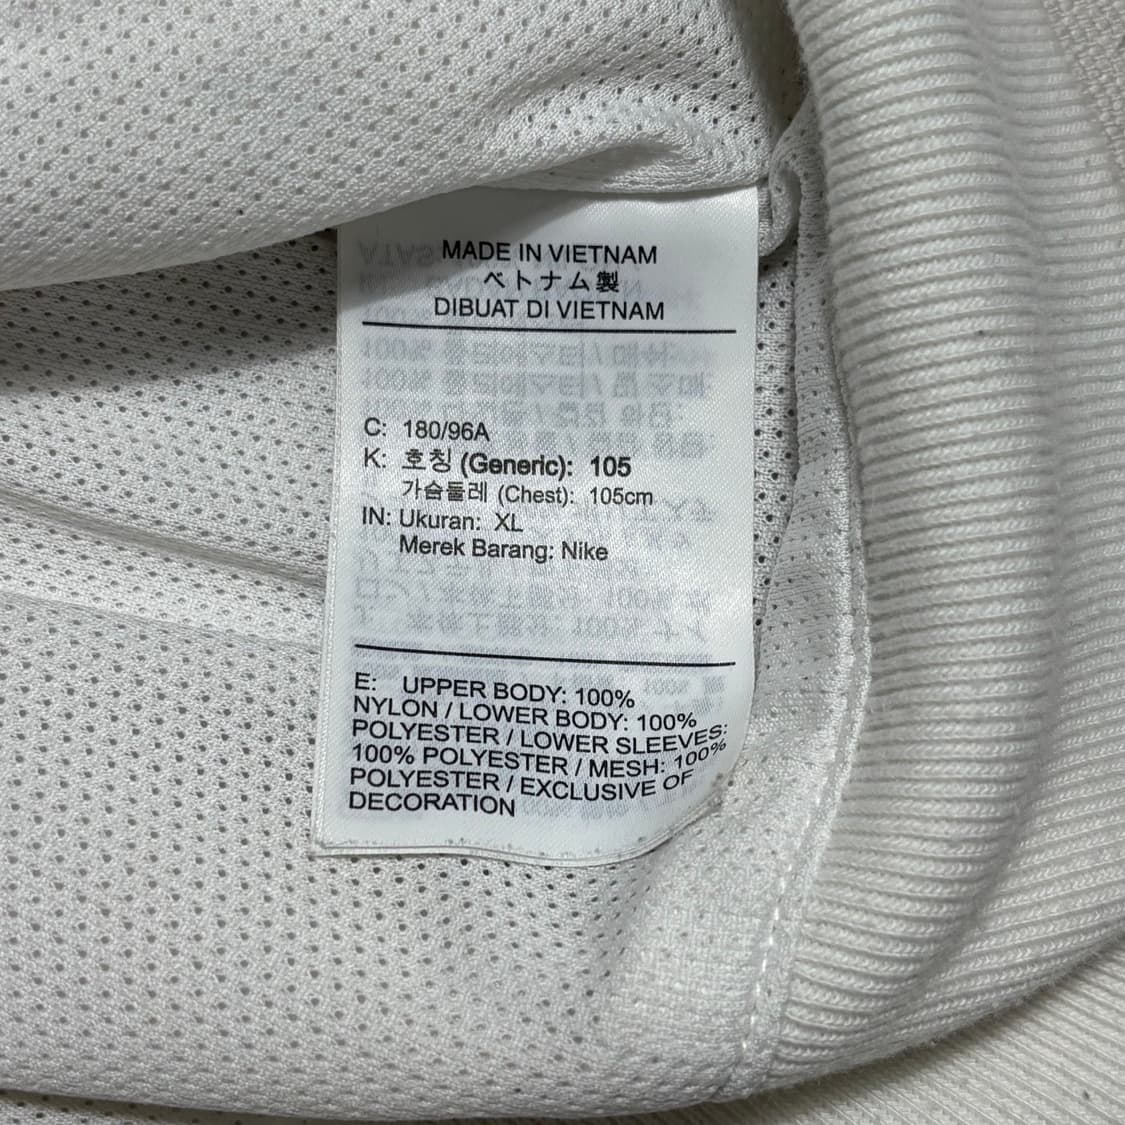 MADE IN VIETNAM
ベトナム製
DIBUAT DI VIETNAM
C: 180/96A
K: 호칭 (Generic): 105
가슴둘레 (Chest): 105cm
IN: Ukuran: XL
Merek Barang: Nike
E: UPPER BODY: 100%
NYLON / LOWER BODY: 100%
POLYESTER / LOWER SLEEVES:
100% POLYESTER / MESH: 100%
POLYESTER / EXCLUSIVE OF
DECORATION